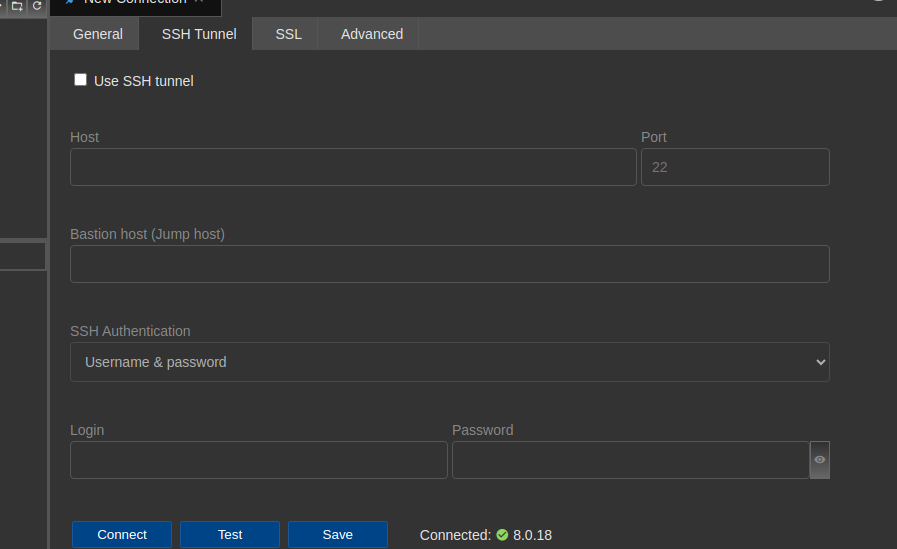 New Connection
General SSH Tunnel SSL Advanced
Use SSH tunnel
Host Port
22
Bastion host (Jump host)
SSH Authentication
Username & password
Login Password
Connect Test Save Connected: 8.0.18